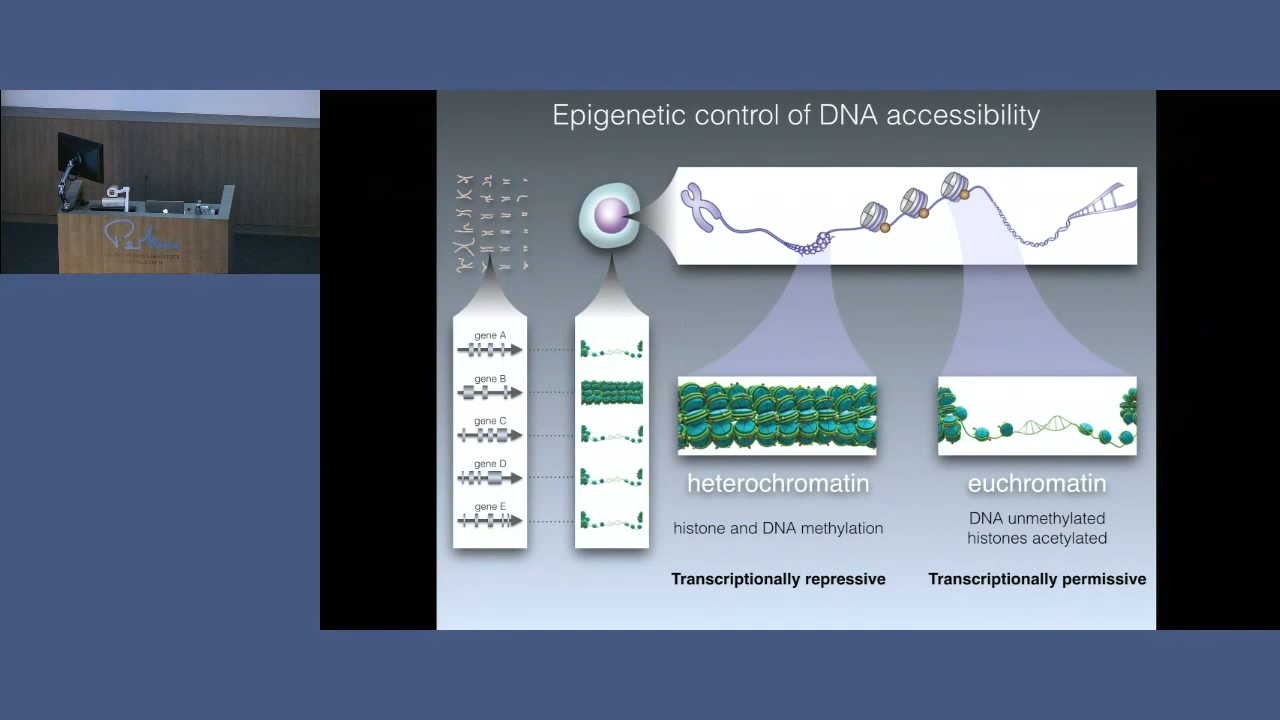 Epigenetic control of DNA accessibility
gene A
gene B
gene C
gene D
gene E
heterochromatin
histone and DNA methylation
Transcriptionally repressive
euchromatin
DNA unmethylated
histones acetylated
Transcriptionally permissive